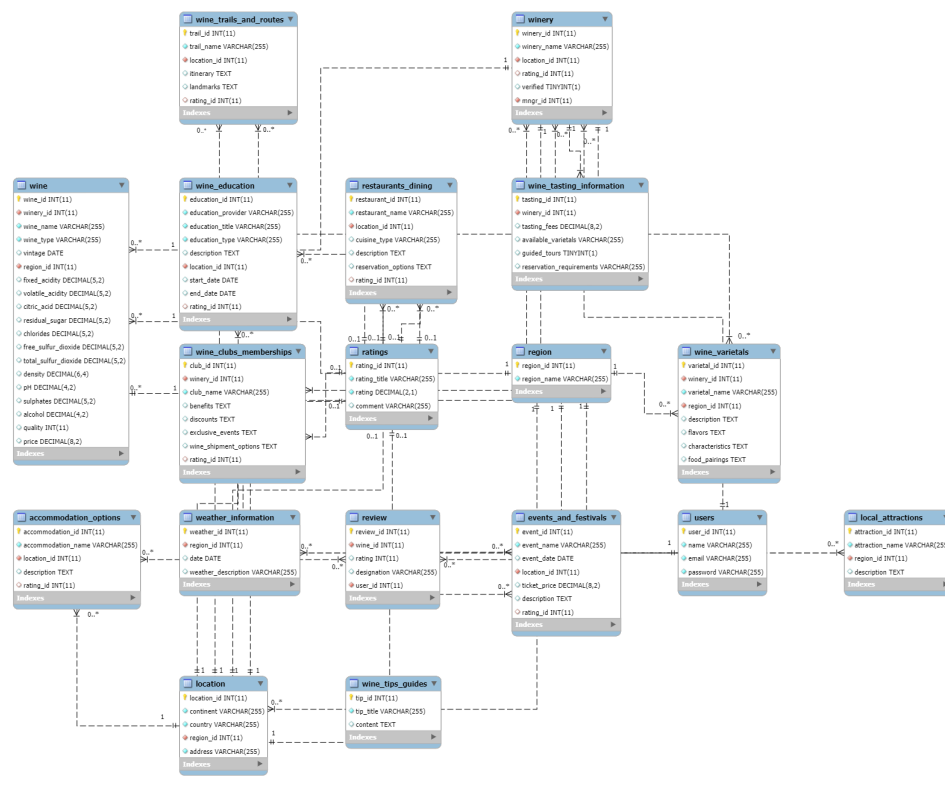 wine_trails_and_routes
trail_id INT(11)
trail_name VARCHAR(255)
location_id INT(11)
itinerary TEXT
landmarks TEXT
rating_id INT(11)
Indexes
winery
winery_id INT(11)
winery_name VARCHAR(255)
location_id INT(11)
rating_id INT(11)
verified TINYINT(1)
mngr_id INT(11)
Indexes
wine
wine_id INT(11)
winery_id INT(11)
wine_name VARCHAR(255)
wine_type VARCHAR(255)
vintage DATE
region_id INT(11)
fixed_acidity DECIMAL(5,2)
volatile_acidity DECIMAL(5,2)
citric_acid DECIMAL(5,2)
residual_sugar DECIMAL(5,2)
chlorides DECIMAL(5,2)
free_sulfur_dioxide DECIMAL(5,2)
total_sulfur_dioxide DECIMAL(5,2)
density DECIMAL(6,4)
pH DECIMAL(4,2)
sulphates DECIMAL(5,2)
alcohol DECIMAL(4,2)
quality INT(11)
price DECIMAL(8,2)
Indexes
wine_education
education_id INT(11)
education_provider VARCHAR(255)
education_title VARCHAR(255)
education_type VARCHAR(255)
description TEXT
location_id INT(11)
start_date DATE
end_date DATE
rating_id INT(11)
Indexes
restaurants_dining
restaurant_id INT(11)
restaurant_name VARCHAR(255)
location_id INT(11)
cuisine_type VARCHAR(255)
description TEXT
reservation_options TEXT
rating_id INT(11)
Indexes
wine_tasting_information
tasting_id INT(11)
winery_id INT(11)
tasting_fees DECIMAL(8,2)
available_varietals VARCHAR(255)
guided_tours TINYINT(1)
reservation_requirements VARCHAR(255)
Indexes
wine_clubs_memberships
club_id INT(11)
winery_id INT(11)
club_name VARCHAR(255)
benefits TEXT
discounts TEXT
exclusive_events TEXT
wine_shipment_options TEXT
rating_id INT(11)
Indexes
ratings
rating_id INT(11)
rating_title VARCHAR(255)
rating DECIMAL(2,1)
comment VARCHAR(255)
Indexes
region
region_id INT(11)
region_name VARCHAR(255)
Indexes
wine_varietals
varietal_id INT(11)
winery_id INT(11)
varietal_name VARCHAR(255)
region_id INT(11)
description TEXT
flavors TEXT
characteristics TEXT
food_pairings TEXT
Indexes
accommodation_options
accommodation_id INT(11)
accommodation_name VARCHAR(255)
location_id INT(11)
description TEXT
rating_id INT(11)
Indexes
weather_information
weather_id INT(11)
region_id INT(11)
date DATE
weather_description VARCHAR(255)
Indexes
review
review_id INT(11)
wine_id INT(11)
rating INT(11)
designation VARCHAR(255)
user_id INT(11)
Indexes
events_and_festivals
event_id INT(11)
event_name VARCHAR(255)
event_date DATE
location_id INT(11)
ticket_price DECIMAL(8,2)
description TEXT
rating_id INT(11)
Indexes
users
user_id INT(11)
name VARCHAR(255)
email VARCHAR(255)
password VARCHAR(255)
Indexes
local_attractions
attraction_id INT(11)
attraction_name VARCHAR(255)
region_id INT(11)
description TEXT
Indexes
location
location_id INT(11)
continent VARCHAR(255)
country VARCHAR(255)
region_id INT(11)
address VARCHAR(255)
Indexes
wine_tips_guides
tip_id INT(11)
tip_title VARCHAR(255)
content TEXT
Indexes